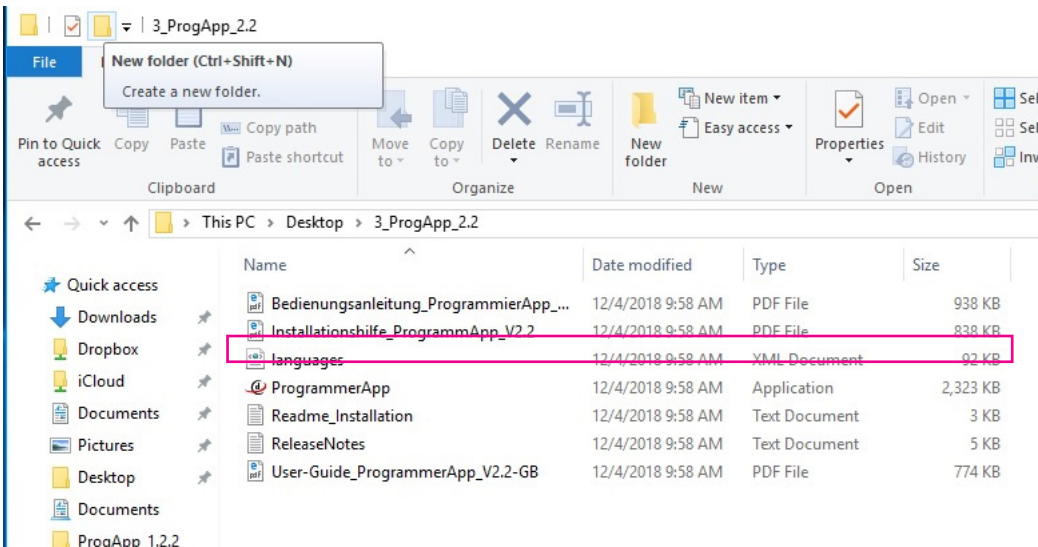 3_ProgApp_2.2
File
New folder (Ctrl+Shift+N)
Create a new folder.
Pin to Quick access
Copy
Paste
Copy path
Paste shortcut
Clipboard
Move to
Copy to
Delete
Rename
Organize
New folder
New item
Easy access
New
Properties
Open
Edit
History
Open
Sel
Sel
Inv
This PC > Desktop > 3_ProgApp_2.2
Name Date modified Type Size
Quick access
Downloads
Dropbox
iCloud
Documents
Pictures
Desktop
Documents
ProgApp_1.2.2
Bedienungsanleitung_ProgrammierApp_... 12/4/2018 9:58 AM PDF File 938 KB
Installationshilfe_ProgrammApp_V2.2 12/4/2018 9:58 AM PDF File 838 KB
languages 12/4/2018 9:58 AM XML Document 92 KB
ProgrammerApp 12/4/2018 9:58 AM Application 2,323 KB
Readme_Installation 12/4/2018 9:58 AM Text Document 3 KB
ReleaseNotes 12/4/2018 9:58 AM Text Document 5 KB
User-Guide_ProgrammerApp_V2.2-GB 12/4/2018 9:58 AM PDF File 774 KB